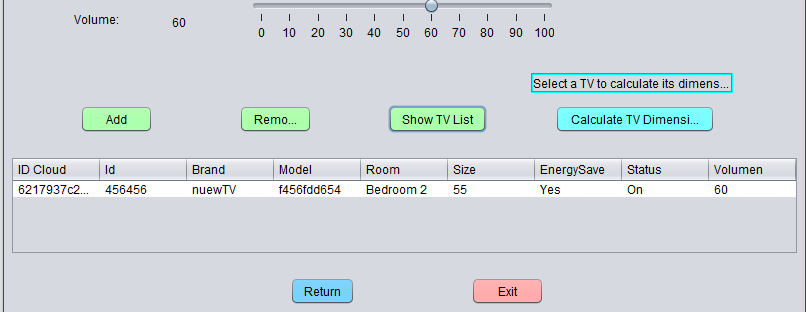 Volume: 60
0 10 20 30 40 50 60 70 80 90 100
Select a TV to calculate its dimens...
Add Remo... Show TV List Calculate TV Dimensi...
ID Cloud Id Brand Model Room Size EnergySave Status Volumen
6217937c2... 456456 nuewTV f456fdd654 Bedroom 2 55 Yes On 60
Return Exit